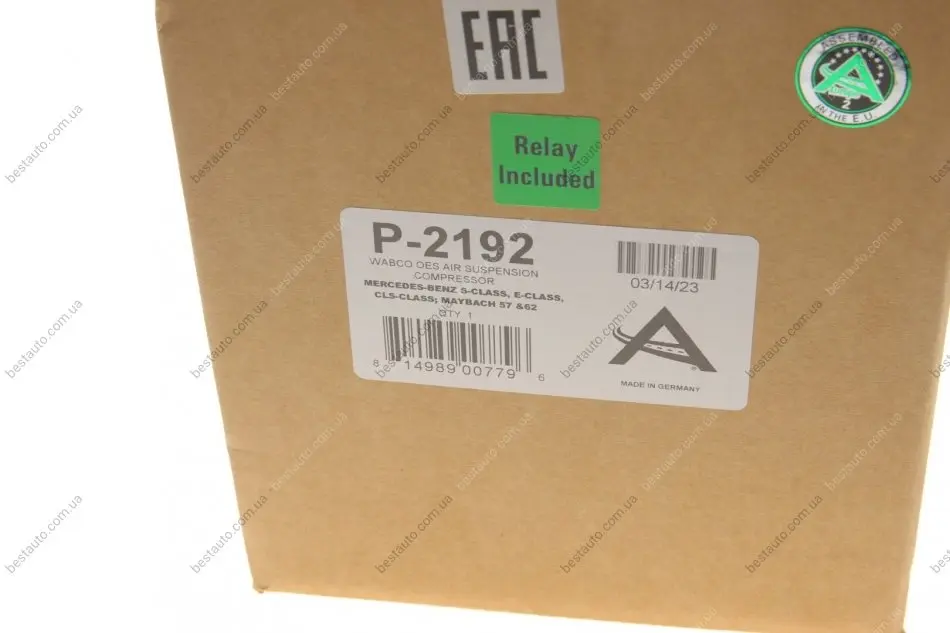 EAC
ASSEMBLED
A
2
IN THE E.U.
Relay
Included
P-2192
WABCO OES AIR SUSPENSION
COMPRESSOR
MERCEDES-BENZ S-CLASS, E-CLASS,
CLS-CLASS; MAYBACH 57 &62
QTY 1
8 14989 00779 6
03/14/23
A
®
MADE IN GERMANY
bestauto.com.ua